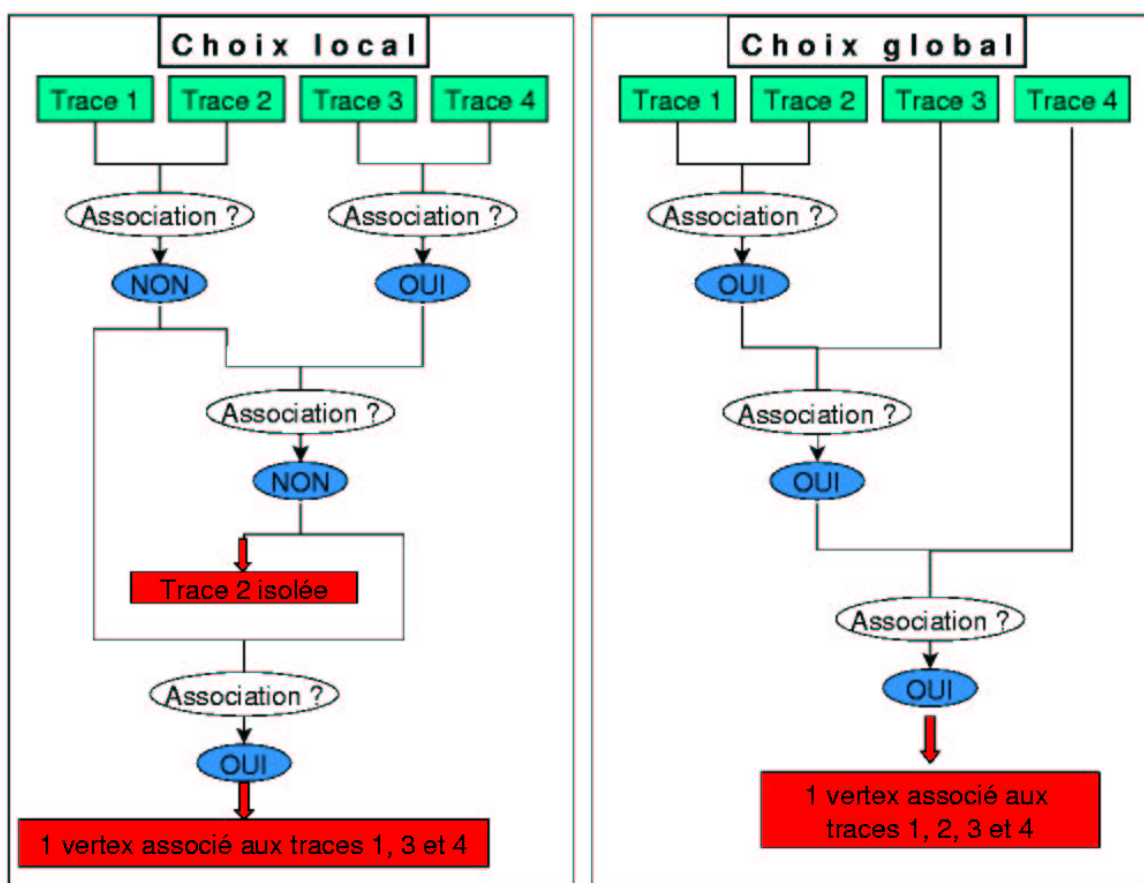 Choix local
Trace 1
Trace 2
Trace 3
Trace 4
Association ?
Association ?
NON
OUI
Association ?
NON
Trace 2 isolée
Association ?
OUI
1 vertex associé aux traces 1, 3 et 4
Choix global
Trace 1
Trace 2
Trace 3
Trace 4
Association ?
OUI
Association ?
OUI
Association ?
OUI
1 vertex associé aux
traces 1, 2, 3 et 4